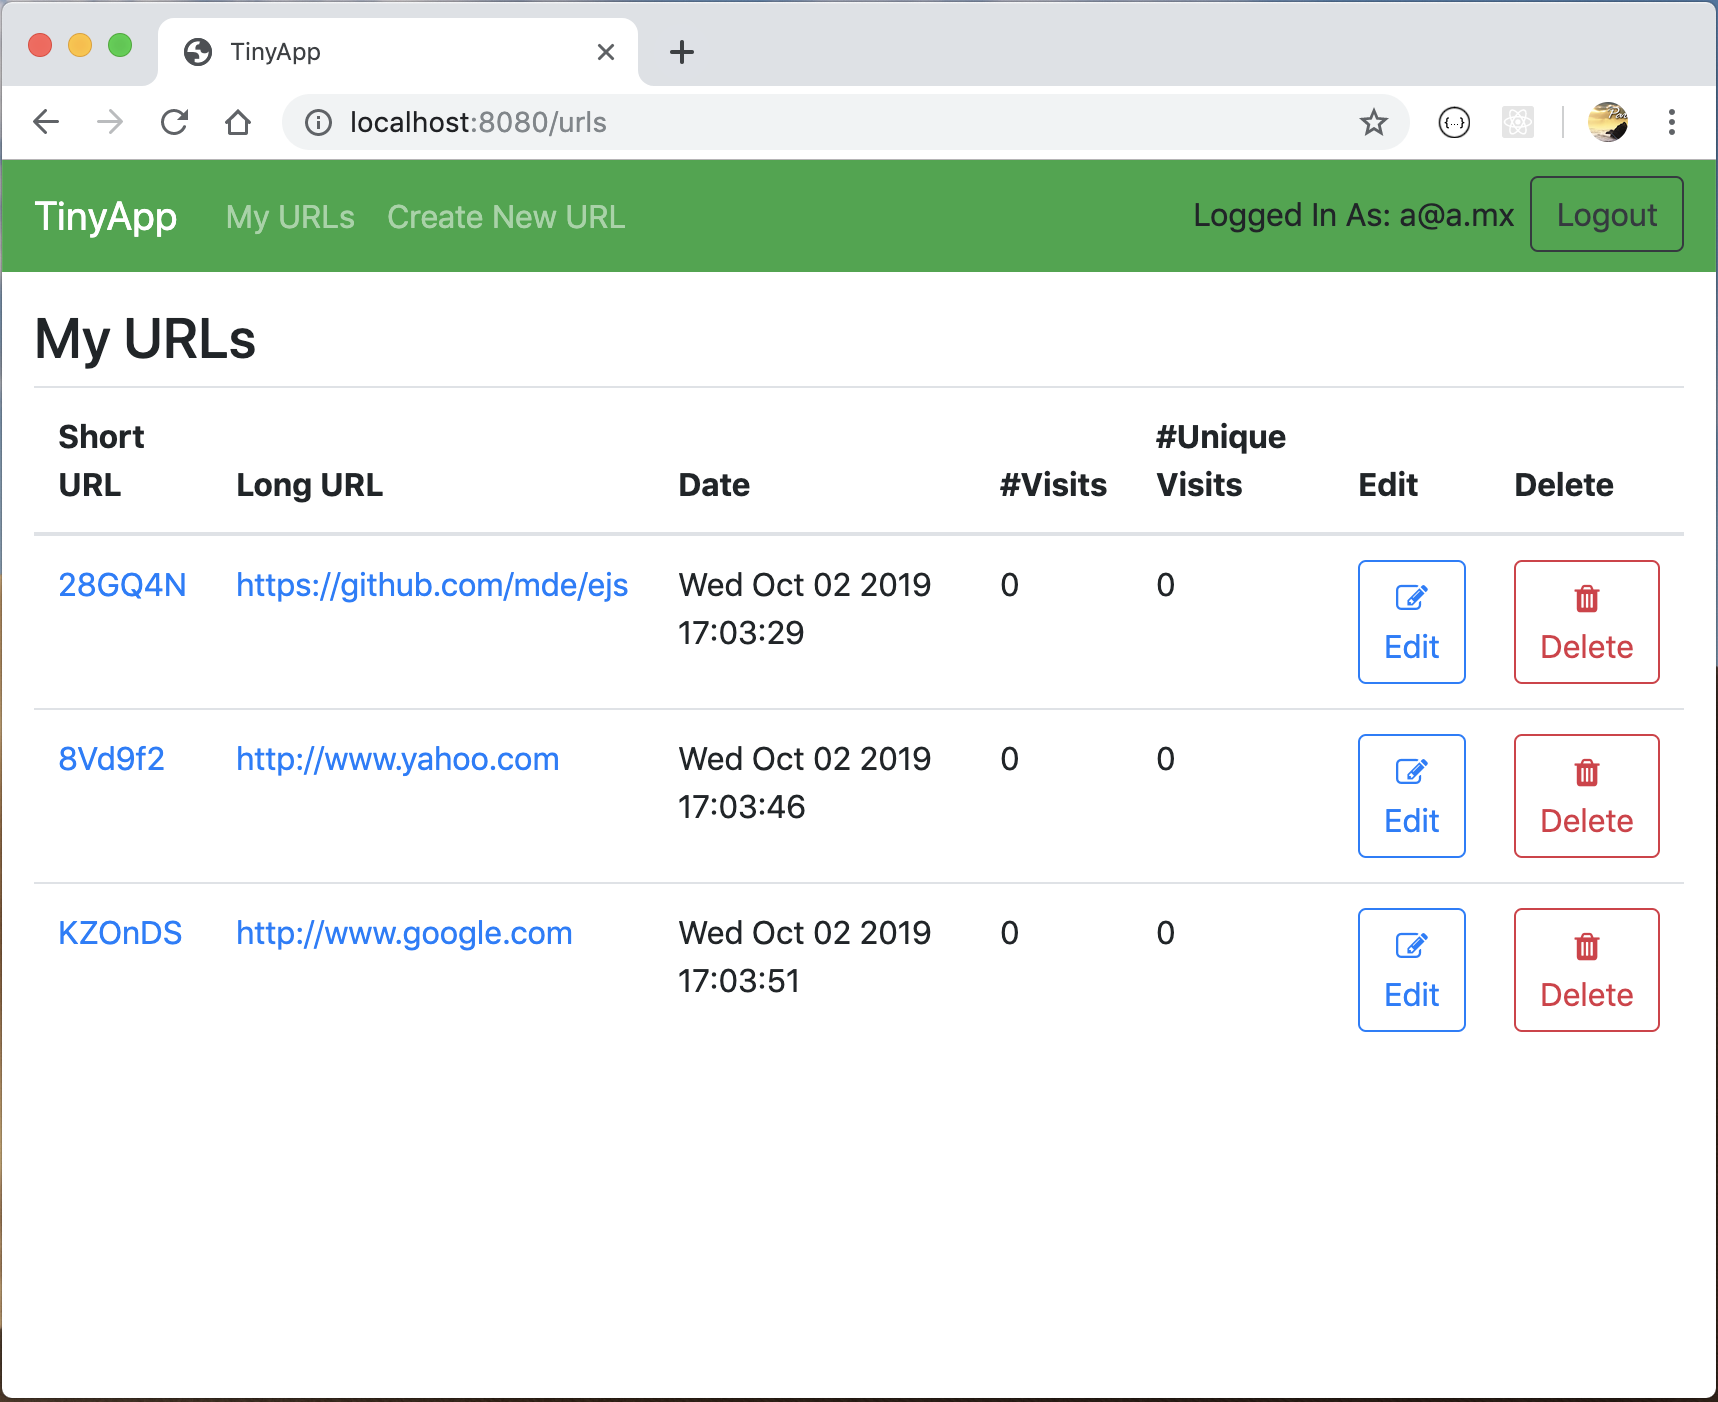 TinyApp
localhost:8080/urls
TinyApp My URLs Create New URL Logged In As: a@a.mx Logout
My URLs
Short URL Long URL Date #Visits #Unique Visits Edit Delete
28GQ4N https://github.com/mde/ejs Wed Oct 02 2019 0 0
17:03:29
Edit Delete
8Vd9f2 http://www.yahoo.com Wed Oct 02 2019 0 0
17:03:46
Edit Delete
KZOnDS http://www.google.com Wed Oct 02 2019 0 0
17:03:51
Edit Delete